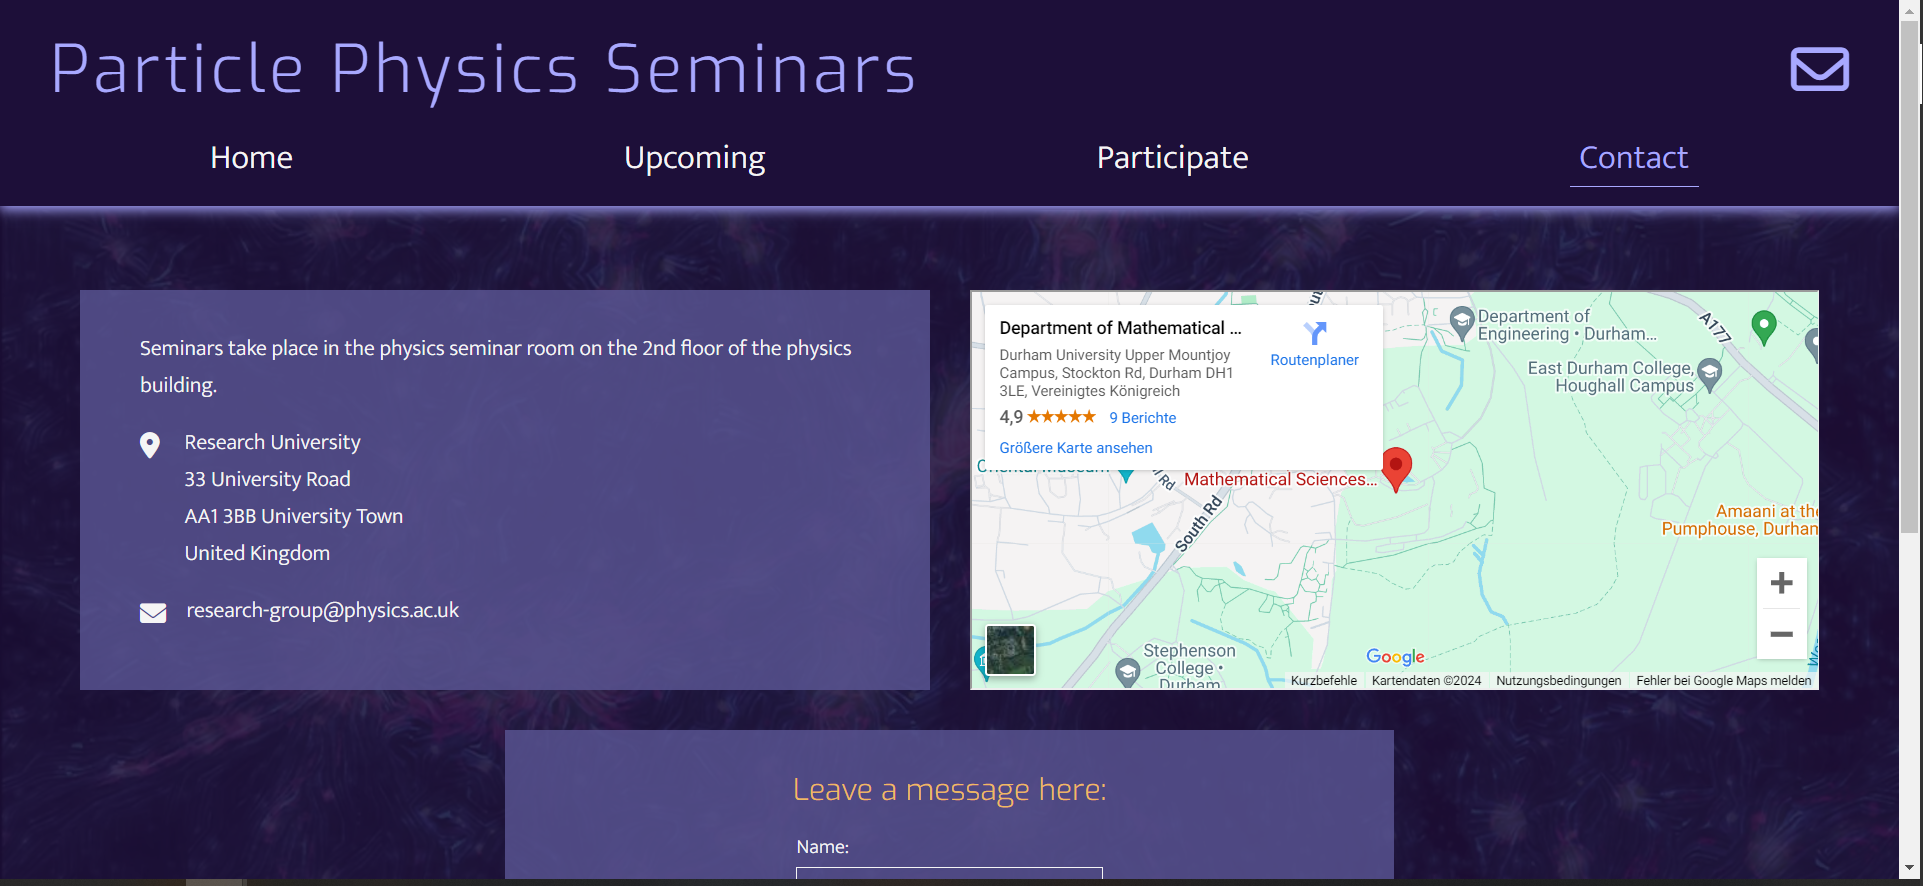 Particle Physics Seminars
Home
Upcoming
Participate
Contact
Seminars take place in the physics seminar room on the 2nd floor of the physics
building.
Research University
33 University Road
AA1 3BB University Town
United Kingdom
research-group@physics.ac.uk
Department of Mathematical ...
Durham University Upper Mountjoy
Campus, Stockton Rd, Durham DH1
3LE, Vereinigtes Königreich
4,9
9 Berichte
Größere Karte ansehen
Routenplaner
Department of
Engineering • Durham...
A177
East Durham College,
Houghall Campus
Mathematical Sciences...
South Rd
Amaani at the
Pumphouse, Durham
Stephenson
College •
Durham
Google
Kurzbefehle
Kartendaten ©2024
Nutzungsbedingungen
Fehler bei Google Maps melden
Leave a message here:
Name: